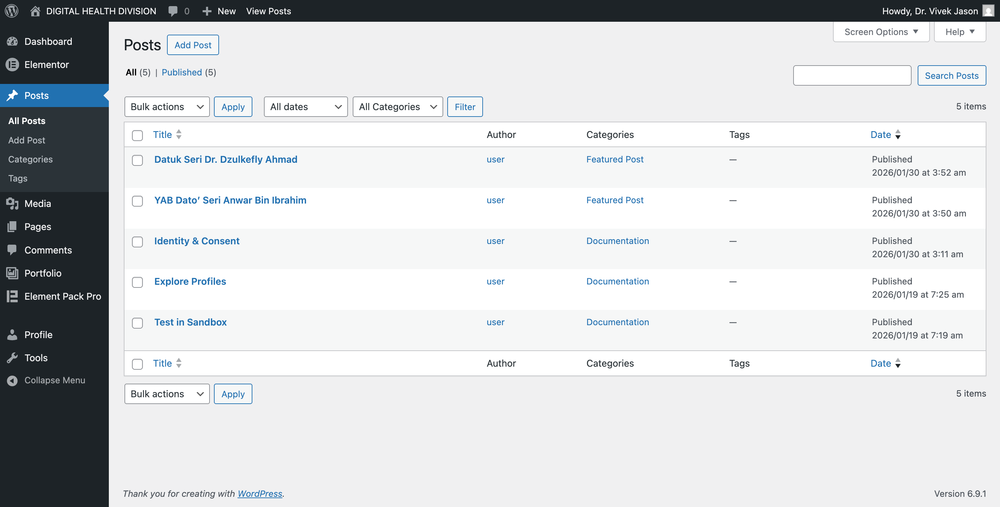 DIGITAL HEALTH DIVISION 0 New View Posts Howdy, Dr. Vivek Jason
Dashboard
Elementor
Posts
All Posts
Add Post
Categories
Tags
Media
Pages
Comments
Portfolio
Element Pack Pro
Profile
Tools
Collapse Menu
Screen Options Help
Posts Add Post
All (5) | Published (5)
Search Posts
Bulk actions Apply All dates All Categories Filter 5 items
Title Author Categories Tags Date
Datuk Seri Dr. Dzulkefly Ahmad user Featured Post — Published
2026/01/30 at 3:52 am
YAB Dato’ Seri Anwar Bin Ibrahim user Featured Post — Published
2026/01/30 at 3:50 am
Identity & Consent user Documentation — Published
2026/01/30 at 3:11 am
Explore Profiles user Documentation — Published
2026/01/19 at 7:25 am
Test in Sandbox user Documentation — Published
2026/01/19 at 7:19 am
Title Author Categories Tags Date
Bulk actions Apply 5 items
Thank you for creating with WordPress. Version 6.9.1